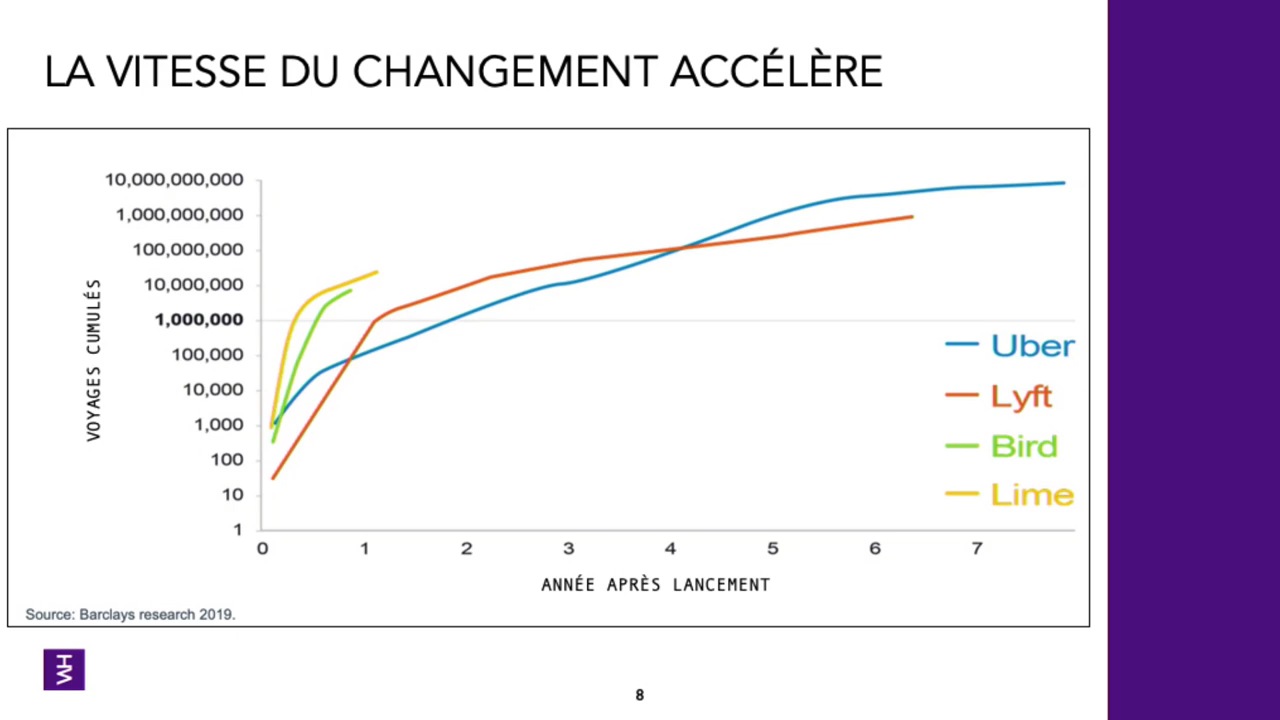 LA VITESSE DU CHANGEMENT ACCÉLÈRE
10,000,000,000
1,000,000,000
100,000,000
10,000,000
1,000,000
100,000
10,000
1,000
100
10
1
VOYAGES CUMULÉS
0 1 2 3 4 5 6 7
ANNÉE APRÈS LANCEMENT
Uber
Lyft
Bird
Lime
Source: Barclays research 2019.
WH
8